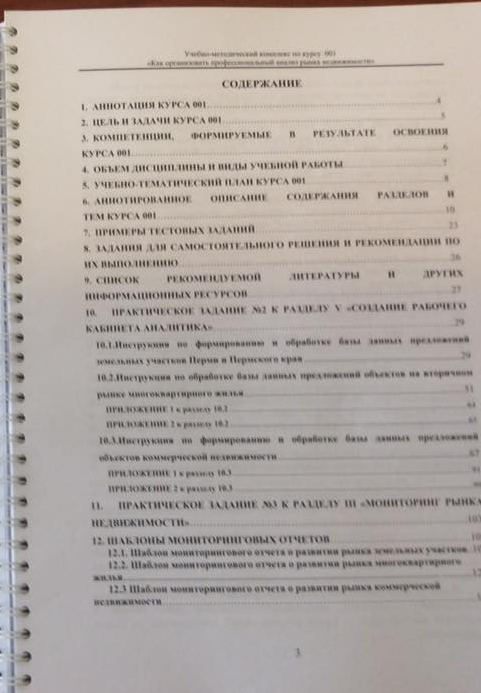 Учебно-методический комплекс по курсу 001
«Как организовать профессиональный анализ рынка недвижимости»
СОДЕРЖАНИЕ
1. АННОТАЦИЯ КУРСА 001 4
2. ЦЕЛЬ И ЗАДАЧИ КУРСА 001 5
3. КОМПЕТЕНЦИИ, ФОРМИРУЕМЫЕ В РЕЗУЛЬТАТЕ ОСВОЕНИЯ
КУРСА 001 6
4. ОБЪЕМ ДИСЦИПЛИНЫ И ВИДЫ УЧЕБНОЙ РАБОТЫ 7
5. УЧЕБНО-ТЕМАТИЧЕСКИЙ ПЛАН КУРСА 001 8
6. АННОТИРОВАННОЕ ОПИСАНИЕ СОДЕРЖАНИЯ РАЗДЕЛОВ И
ТЕМ КУРСА 001 10
7. ПРИМЕРЫ ТЕСТОВЫХ ЗАДАНИЙ 23
8. ЗАДАНИЯ ДЛЯ САМОСТОЯТЕЛЬНОГО РЕШЕНИЯ И РЕКОМЕНДАЦИИ ПО
ИХ ВЫПОЛНЕНИЮ 26
9. СПИСОК РЕКОМЕНДУЕМОЙ ЛИТЕРАТУРЫ И ДРУГИХ
ИНФОРМАЦИОННЫХ РЕСУРСОВ 27
10. ПРАКТИЧЕСКОЕ ЗАДАНИЕ №2 К РАЗДЕЛУ V «СОЗДАНИЕ РАБОЧЕГО
КАБИНЕТА АНАЛИТИКА» 29
10.1.Инструкция по формированию и обработке базы данных предложений
земельных участков Перми и Пермского края 29
10.2.Инструкция по обработке базы данных предложений объектов на вторичном
рынке многоквартирного жилья 51
ПРИЛОЖЕНИЕ 1 к разделу 10.2
ПРИЛОЖЕНИЕ 2 к разделу 10.2
10.3.Инструкция по формированию и обработке базы данных предложений
объектов коммерческой недвижимости 67
ПРИЛОЖЕНИЕ 1 к разделу 10.3
ПРИЛОЖЕНИЕ 2 к разделу 10.3
11. ПРАКТИЧЕСКОЕ ЗАДАНИЕ №3 К РАЗДЕЛУ III «МОНИТОРИНГ РЫНКА
НЕДВИЖИМОСТИ»
12. ШАБЛОНЫ МОНИТОРИНГОВЫХ ОТЧЕТОВ
12.1. Шаблон мониторингового отчета о развитии рынка земельных участков
12.2. Шаблон мониторингового отчета о развитии рынка многоквартирного
жилья
12.3 Шаблон мониторингового отчета о развитии рынка коммерческой
недвижимости
3